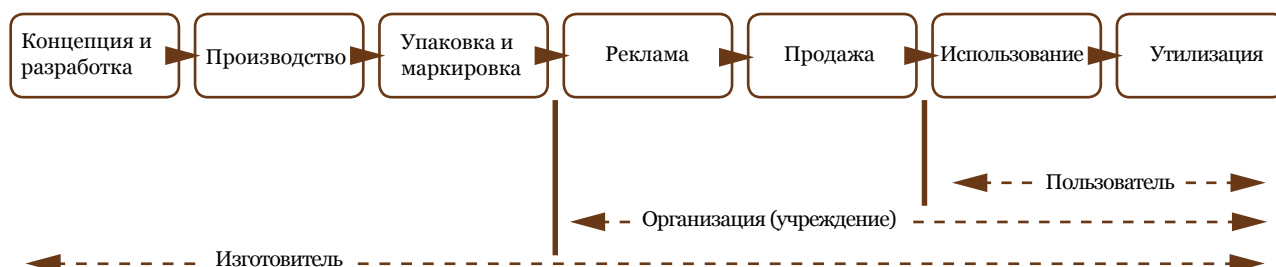 Концепция и
разработка
Производство
Упаковка и
маркировка
Реклама
Продажа
Использование
Утилизация
Пользователь
Организация (учреждение)
Изготовитель